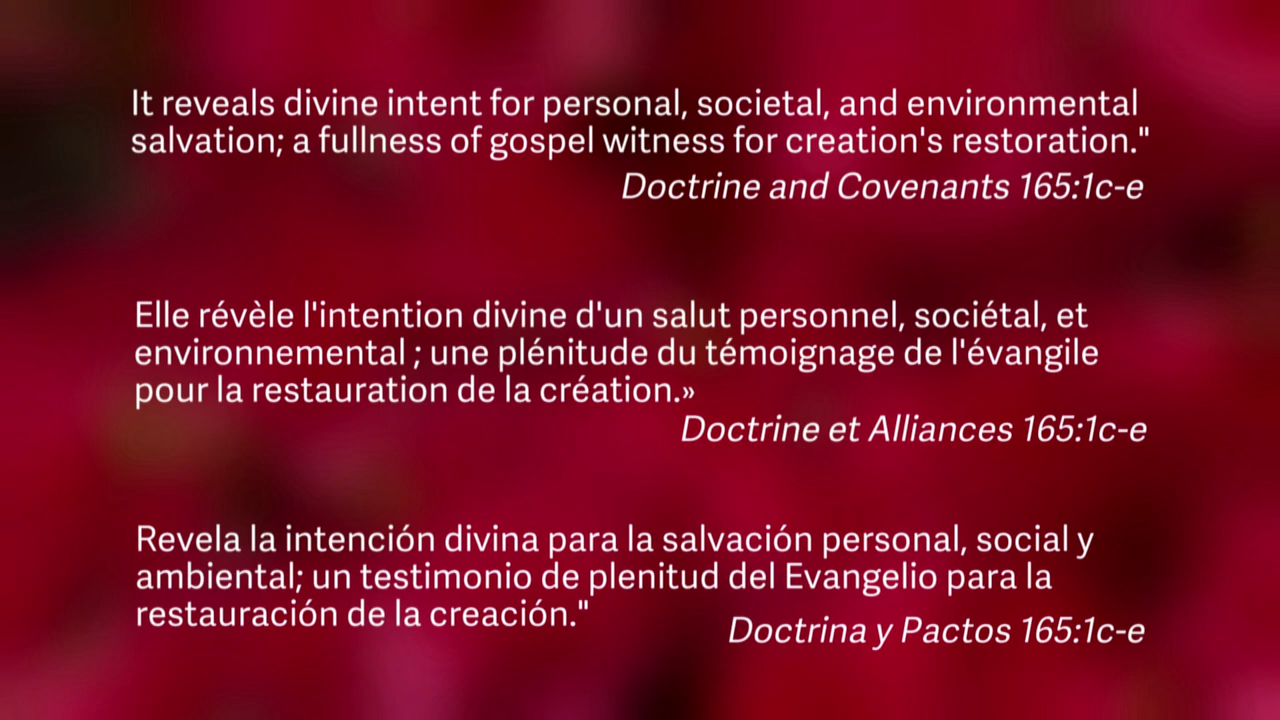 It reveals divine intent for personal, societal, and environmental
salvation; a fullness of gospel witness for creation's restoration."
Doctrine and Covenants 165:1c-e
Elle révèle l'intention divine d'un salut personnel, sociétal, et
environnemental ; une plénitude du témoignage de l'évangile
pour la restauration de la création.»
Doctrine et Alliances 165:1c-e
Revela la intención divina para la salvación personal, social y
ambiental; un testimonio de plenitud del Evangelio para la
restauración de la creación."
Doctrina y Pactos 165:1c-e